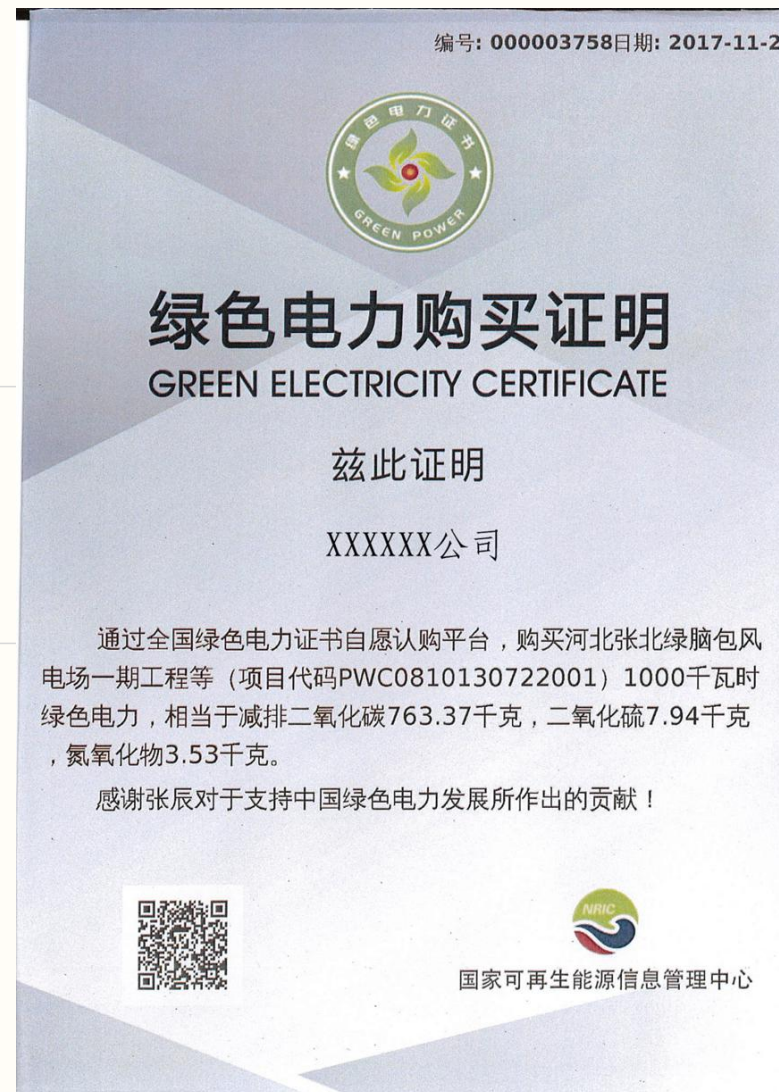 编号: 000003758日期: 2017-11-2
绿色电力证书
GREEN POWER
绿色电力购买证明
GREEN ELECTRICITY CERTIFICATE
兹此证明
XXXXXX公司
通过全国绿色电力证书自愿认购平台，购买河北张北绿脑包风
电场一期工程等（项目代码PWC0810130722001）1000千瓦时
绿色电力，相当于减排二氧化碳763.37千克，二氧化硫7.94千克
，氮氧化物3.53千克。
感谢张辰对于支持中国绿色电力发展所作出的贡献！
NRIC
国家可再生能源信息管理中心